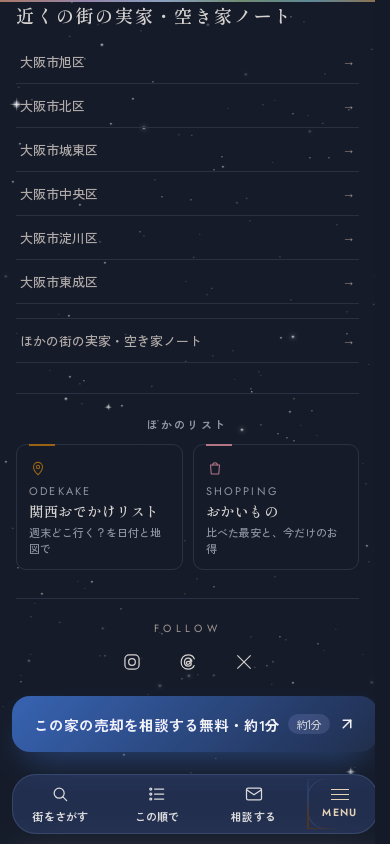 近くの街の実家・空き家ノート
大阪市旭区 →
大阪市北区 →
大阪市城東区 →
大阪市中央区 →
大阪市淀川区 →
大阪市東成区 →
ほかの街の実家・空き家ノート →
ほかのリスト
ODEKAKE
関西おでかけリスト
週末どこ行く？を日付と地
図で
SHOPPING
おかいもの
比べた最安と、今だけのお
得
FOLLOW
この家の売却を相談する無料・約1分 約1分
街をさがす
この順で
相談する
MENU